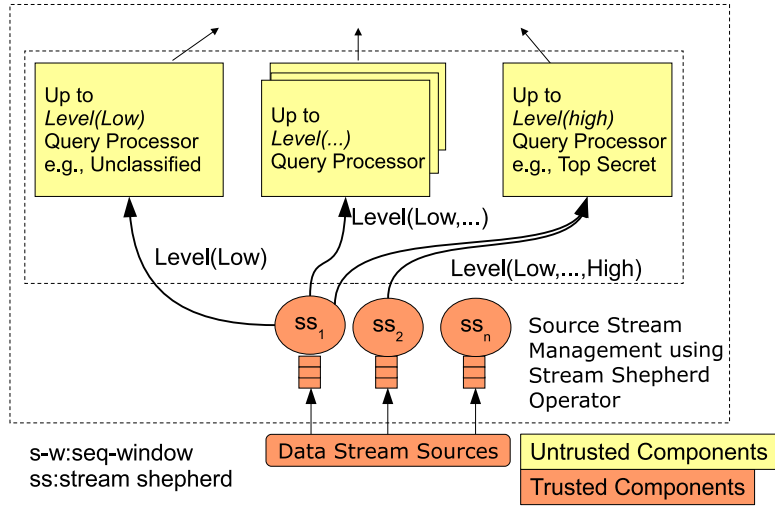 Up to
Level(Low)
Query Processor
e.g., Unclassified
Up to
Level(...)
Query Processor
Up to
Level(high)
Query Processor
e.g., Top Secret
Level(Low)
Level(Low,...)
Level(Low,...,High)
ss1
ss2
ssn
Source Stream
Management using
Stream Shepherd
Operator
Data Stream Sources
s-w:seq-window
ss:stream shepherd
Untrusted Components
Trusted Components